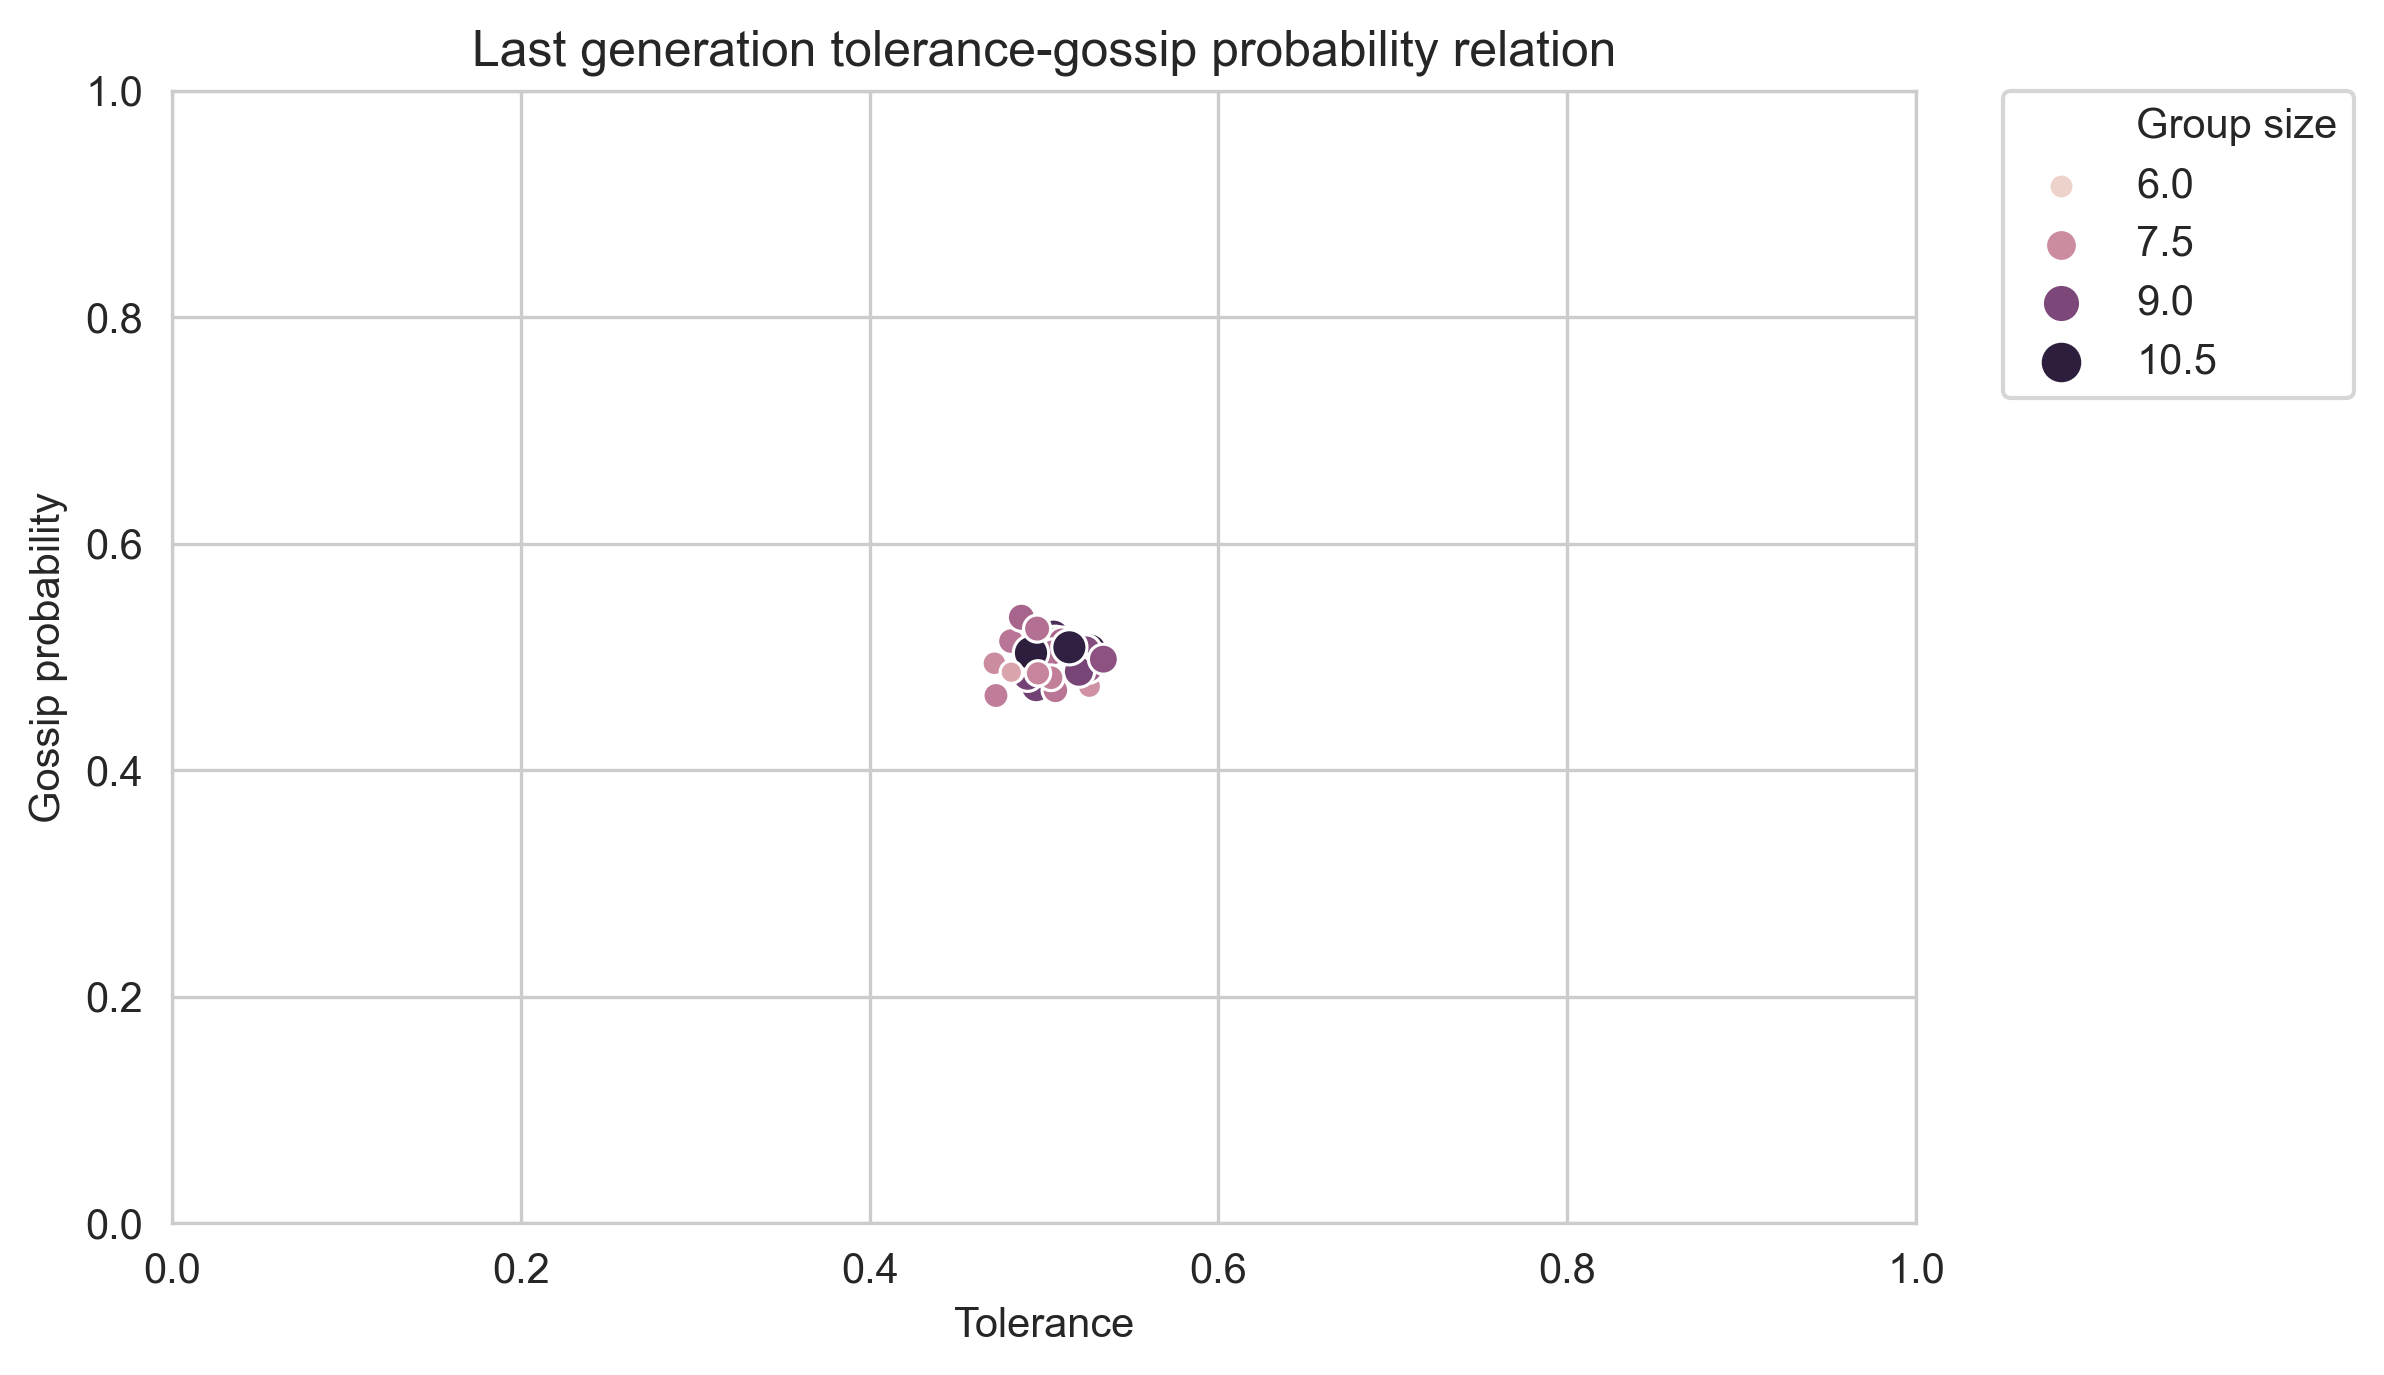 Last generation tolerance-gossip probability relation
1.0
0.8
0.6
0.4
0.2
0.0
Gossip probability
0.0 0.2 0.4 0.6 0.8 1.0
Tolerance
Group size
6.0
7.5
9.0
10.5